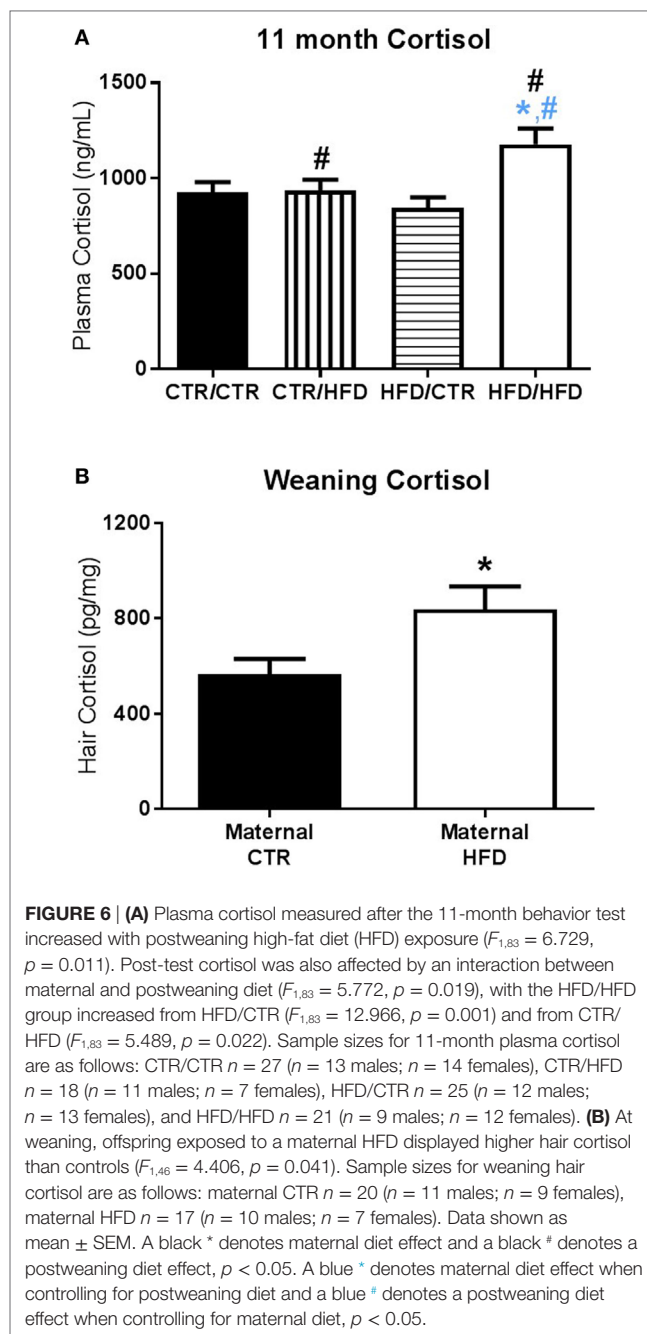 A
11 month Cortisol
#
*,#
#
1500
1000
500
0
Plasma Cortisol (ng/mL)
CTR/CTR CTR/HFD HFD/CTR HFD/HFD
B
Weaning Cortisol
*
1200
800
400
0
Hair Cortisol (pg/mg)
Maternal CTR
Maternal HFD
FIGURE 6 | (A) Plasma cortisol measured after the 11-month behavior test
increased with postweaning high-fat diet (HFD) exposure (F1,83 = 6.729,
p = 0.011). Post-test cortisol was also affected by an interaction between
maternal and postweaning diet (F1,83 = 5.772, p = 0.019), with the HFD/HFD
group increased from HFD/CTR (F1,83 = 12.966, p = 0.001) and from CTR/
HFD (F1,83 = 5.489, p = 0.022). Sample sizes for 11-month plasma cortisol
are as follows: CTR/CTR n = 27 (n = 13 males; n = 14 females), CTR/HFD
n = 18 (n = 11 males; n = 7 females), HFD/CTR n = 25 (n = 12 males;
n = 13 females), and HFD/HFD n = 21 (n = 9 males; n = 12 females). (B) At
weaning, offspring exposed to a maternal HFD displayed higher hair cortisol
than controls (F1,46 = 4.406, p = 0.041). Sample sizes for weaning hair
cortisol are as follows: maternal CTR n = 20 (n = 11 males; n = 9 females),
maternal HFD n = 17 (n = 10 males; n = 7 females). Data shown as
mean ± SEM. A black * denotes maternal diet effect and a black # denotes a
postweaning diet effect, p < 0.05. A blue * denotes maternal diet effect when
controlling for postweaning diet and a blue # denotes a postweaning diet
effect when controlling for maternal diet, p < 0.05.